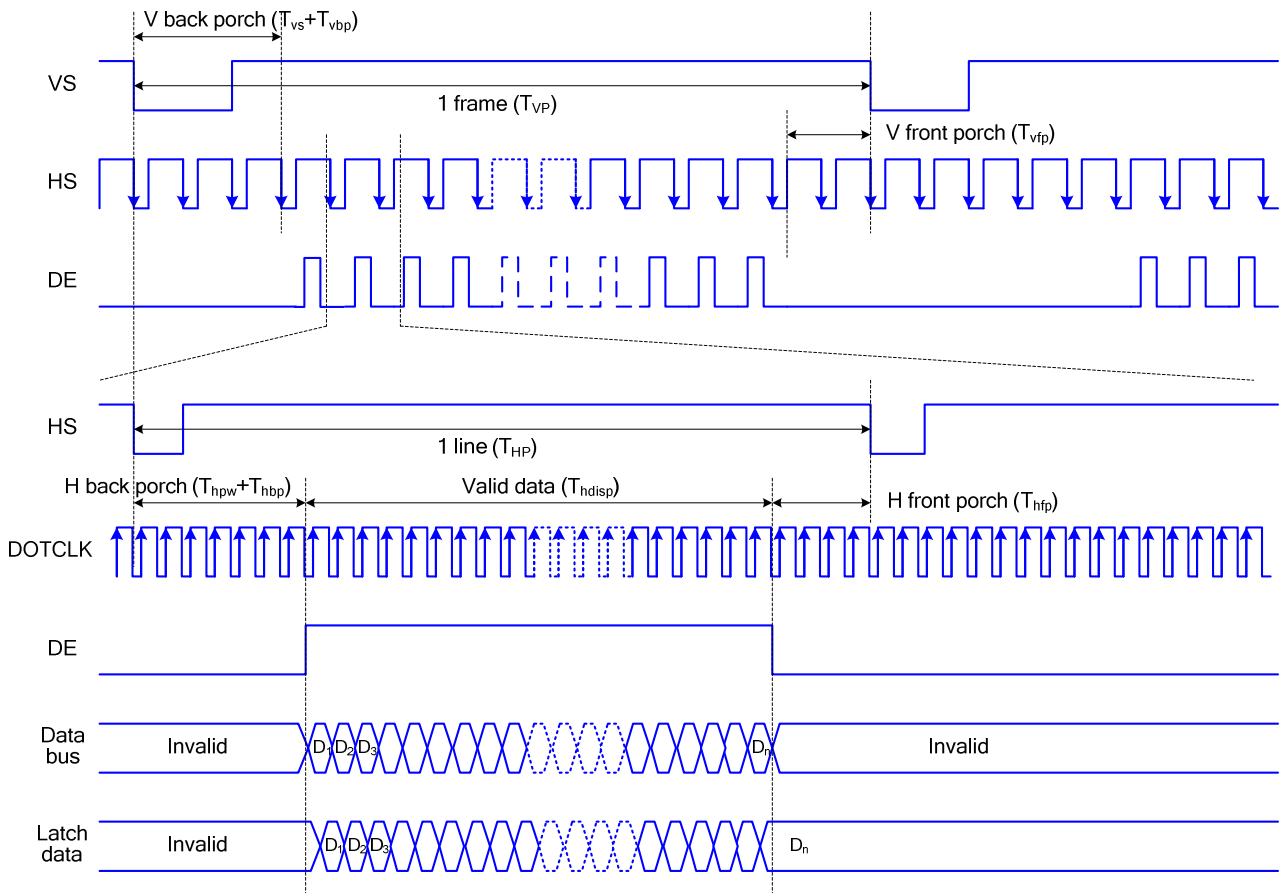 V back porch (Tvs+Tvbp)
VS
1 frame (TVP)
V front porch (Tvfp)
HS
DE
HS
1 line (THP)
H back porch (Thpw+Thbp)
Valid data (Thdisp)
H front porch (Thfp)
DOTCLK
DE
Data bus
Invalid
D1 D2 D3
Dn
Invalid
Latch data
Invalid
D1 D2 D3
Dn